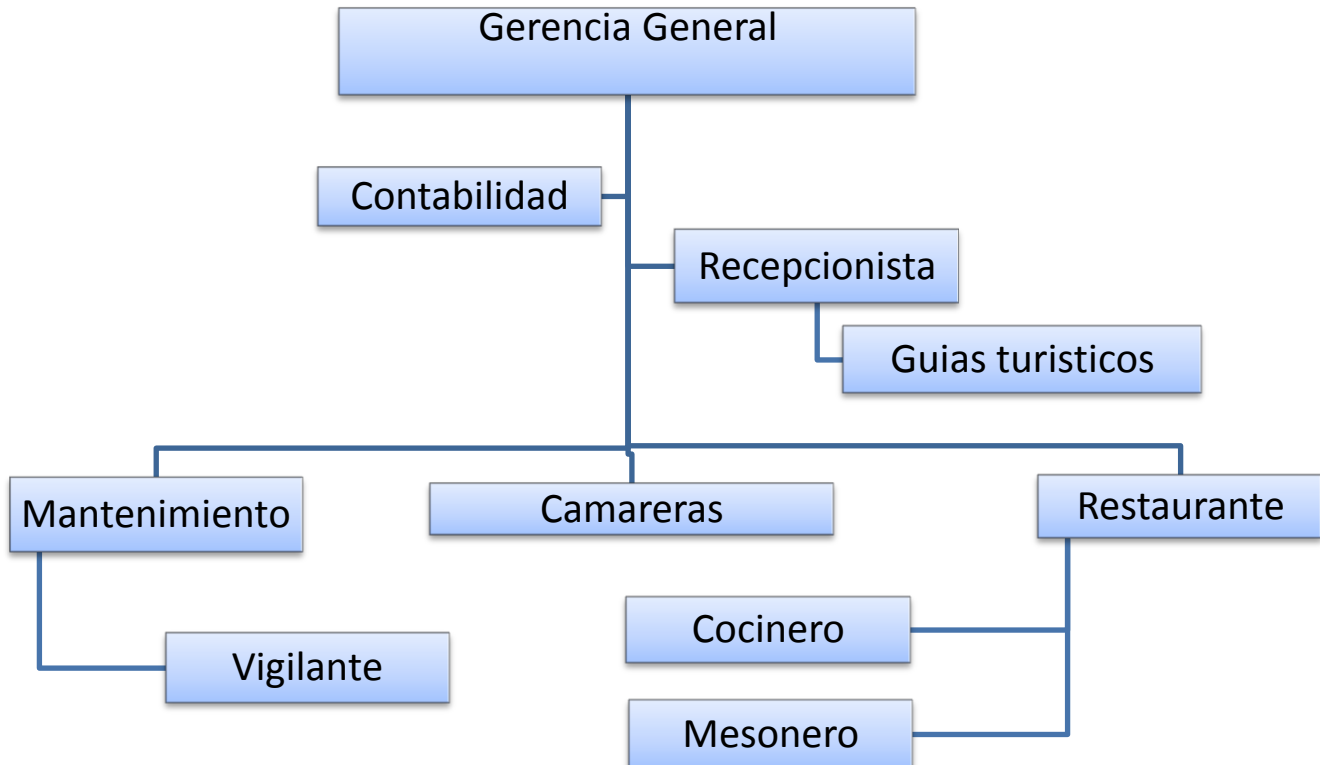 Gerencia General
Contabilidad
Recepcionista
Guias turisticos
Mantenimiento
Camareras
Restaurante
Cocinero
Vigilante
Mesonero